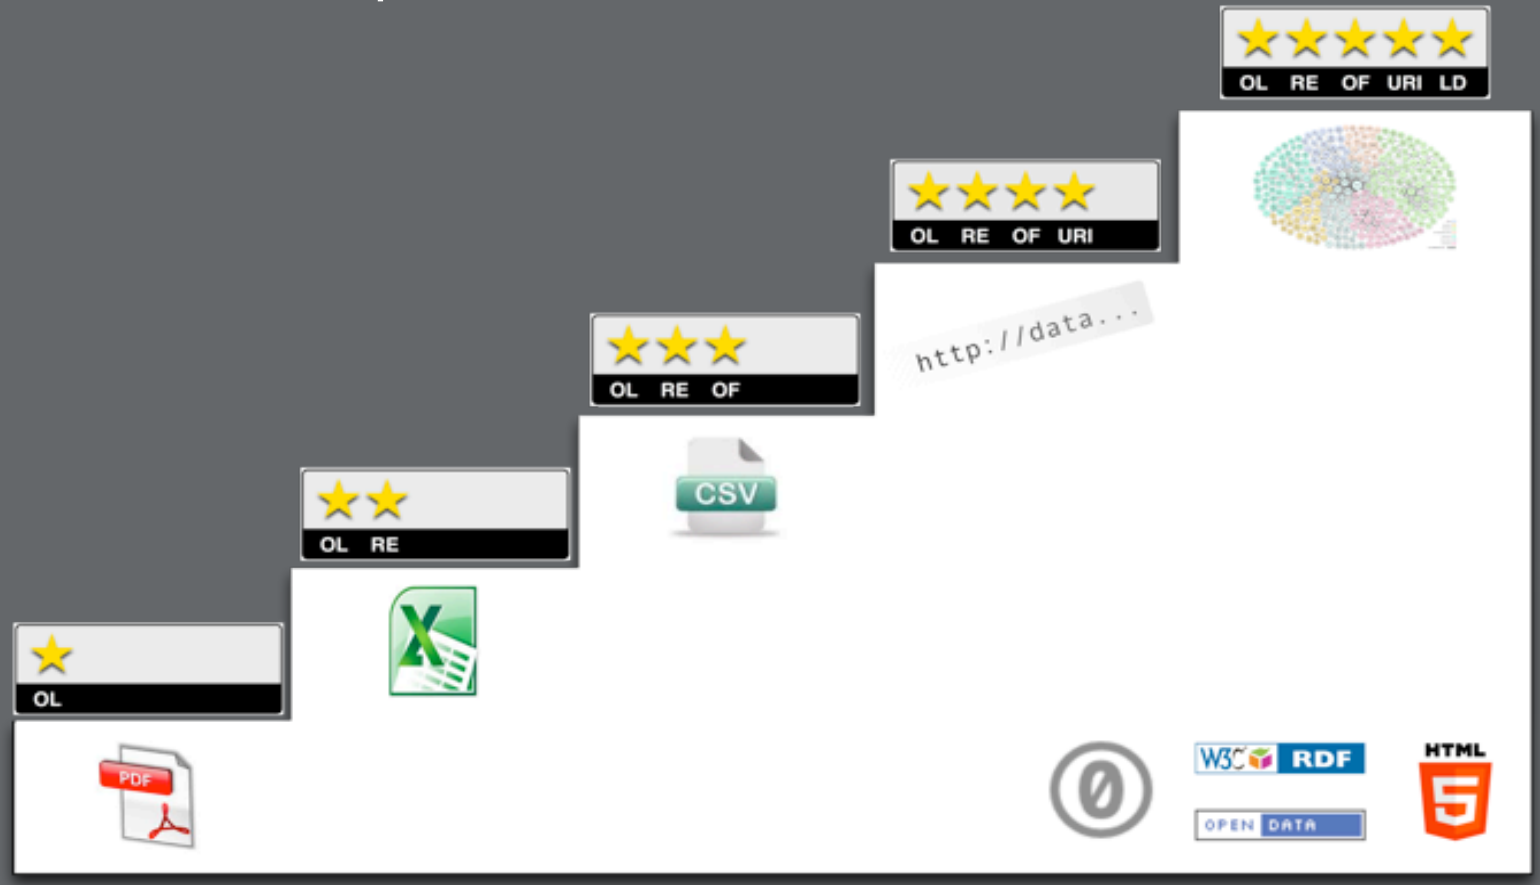 OL RE OF URI LD
OL RE OF URI
http://data...
OL RE OF
CSV
OL RE
X
OL
PDF
0
W3C RDF
OPEN DATA
HTML
5